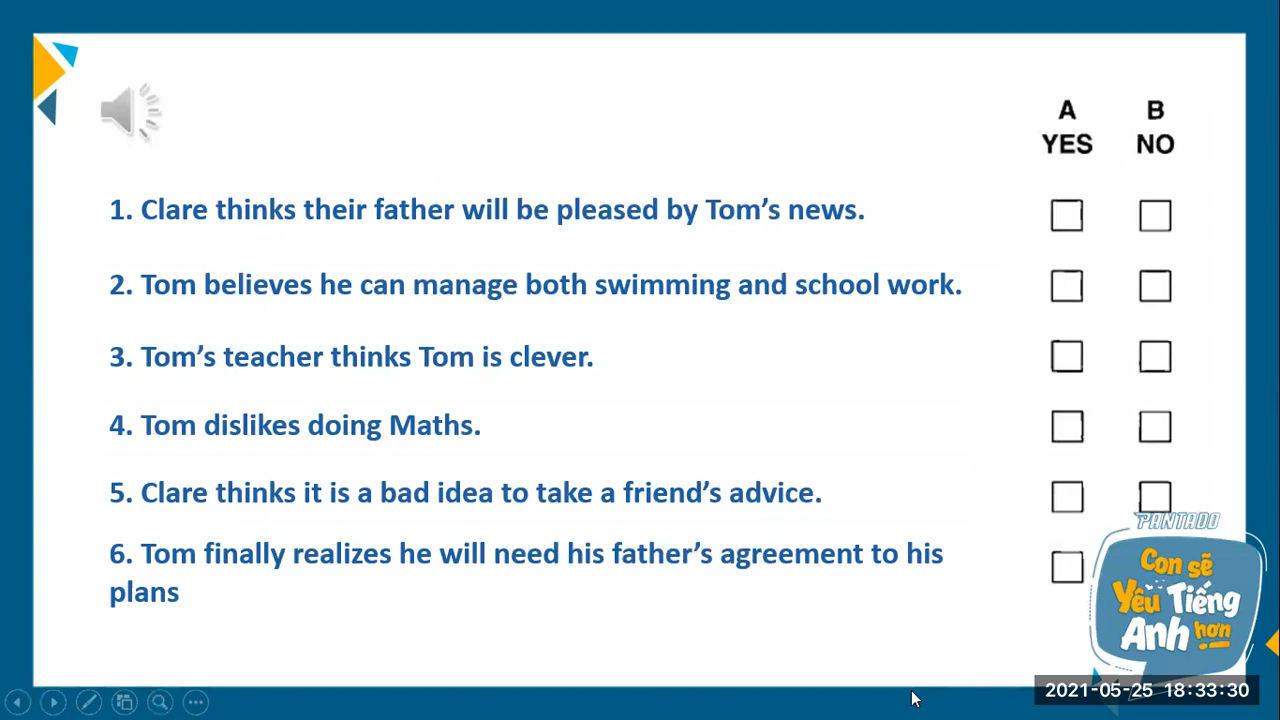 A B
YES NO
1. Clare thinks their father will be pleased by Tom's news.
2. Tom believes he can manage both swimming and school work.
3. Tom's teacher thinks Tom is clever.
4. Tom dislikes doing Maths.
5. Clare thinks it is a bad idea to take a friend's advice.
6. Tom finally realizes he will need his father's agreement to his
plans
PANTADO
Con sẽ
Yêu Tiếng
Anh hơn
2021-05-25 18:33:30